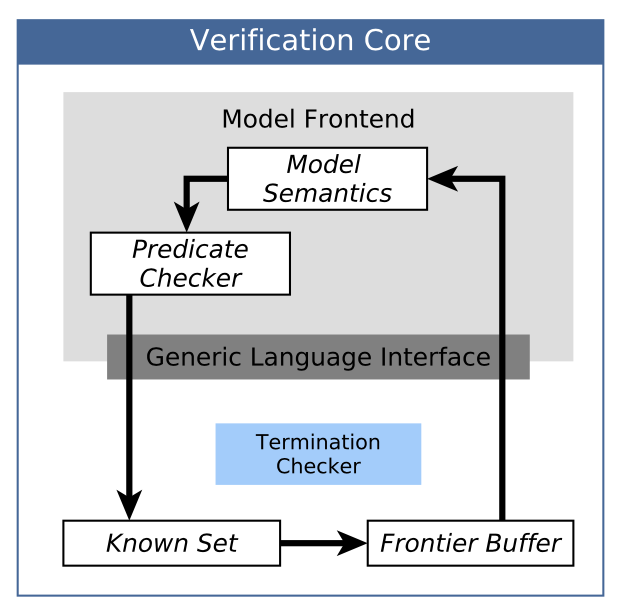 Verification Core
Model Frontend
Model
Semantics
Predicate
Checker
Generic Language Interface
Termination
Checker
Known Set
Frontier Buffer